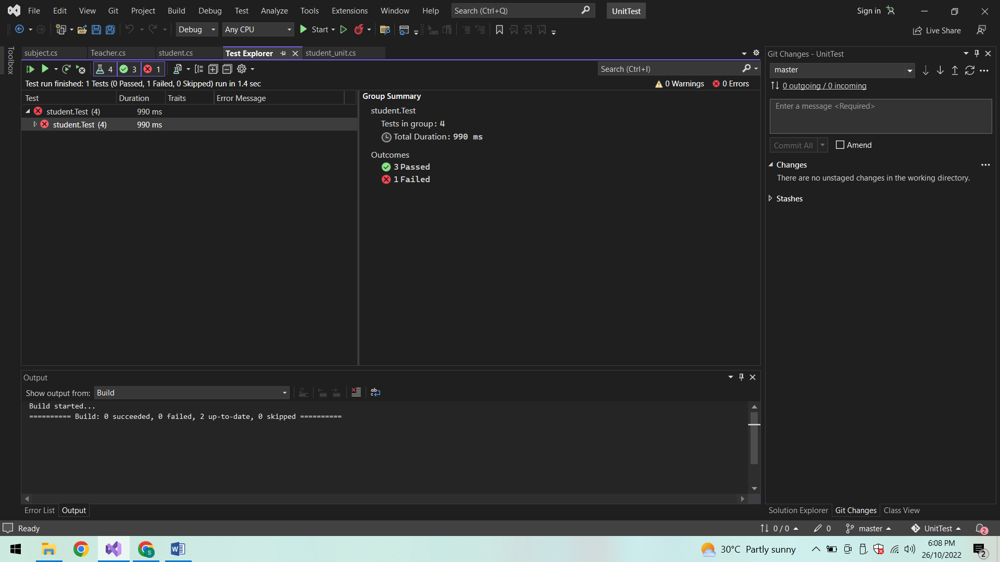 File Edit View Git Project Build Debug Test Analyze Tools Extensions Window Help Search (Ctrl+Q) UnitTest Sign in
Debug Any CPU Start Live Share
Toolbox
subject.cs Teacher.cs student.cs Test Explorer student_unit.cs
4 3 1 Search (Ctrl+I)
Test run finished: 1 Tests (0 Passed, 1 Failed, 0 Skipped) run in 1.4 sec 0 Warnings 0 Errors
Test Duration Traits Error Message
student.Test (4) 990 ms
student.Test (4) 990 ms
Group Summary
student.Test
Tests in group: 4
Total Duration: 990 ms
Outcomes
3 Passed
1 Failed
Git Changes - UnitTest
master
0 outgoing / 0 incoming
Enter a message <Required>
Commit All Amend
Changes
There are no unstaged changes in the working directory.
Stashes
Output
Show output from: Build
Build started...
========== Build: 0 succeeded, 0 failed, 2 up-to-date, 0 skipped ==========
Error List Output
Solution Explorer Git Changes Class View
Ready 0 / 0 0 master UnitTest 2
S W 30°C Partly sunny 6:08 PM
26/10/2022 2